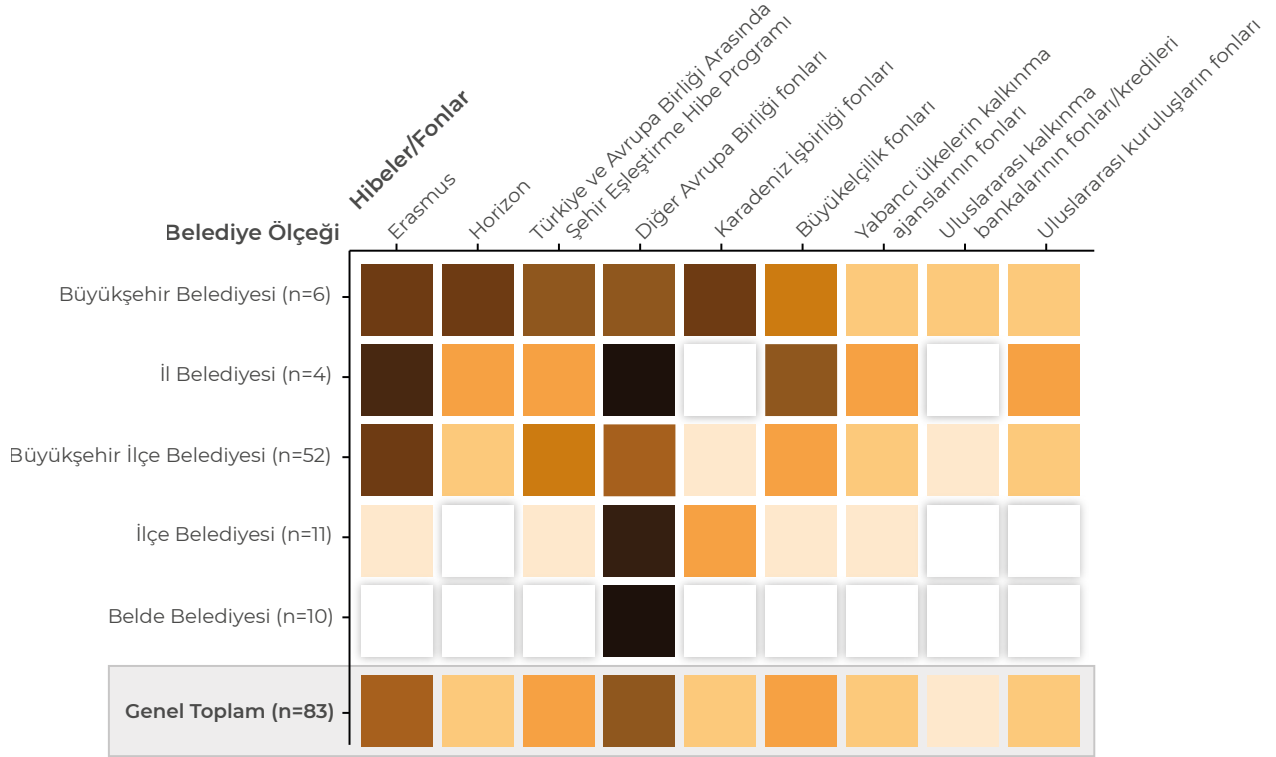 Hibeler/Fonlar
Erasmus
Horizon
Türkiye ve Avrupa Birliği Arasında
Şehir Eşleştirme Hibe Programı
Diğer Avrupa Birliği fonları
Karadeniz İşbirliği fonları
Büyükelçilik fonları
Yabancı ülkelerin kalkınma
ajanslarının fonları
Uluslararası kalkınma
bankalarının fonları/kredileri
Uluslararası kuruluşların fonları
Belediye Ölçeği
Büyükşehir Belediyesi (n=6)
İl Belediyesi (n=4)
Büyükşehir İlçe Belediyesi (n=52)
İlçe Belediyesi (n=11)
Belde Belediyesi (n=10)
Genel Toplam (n=83)